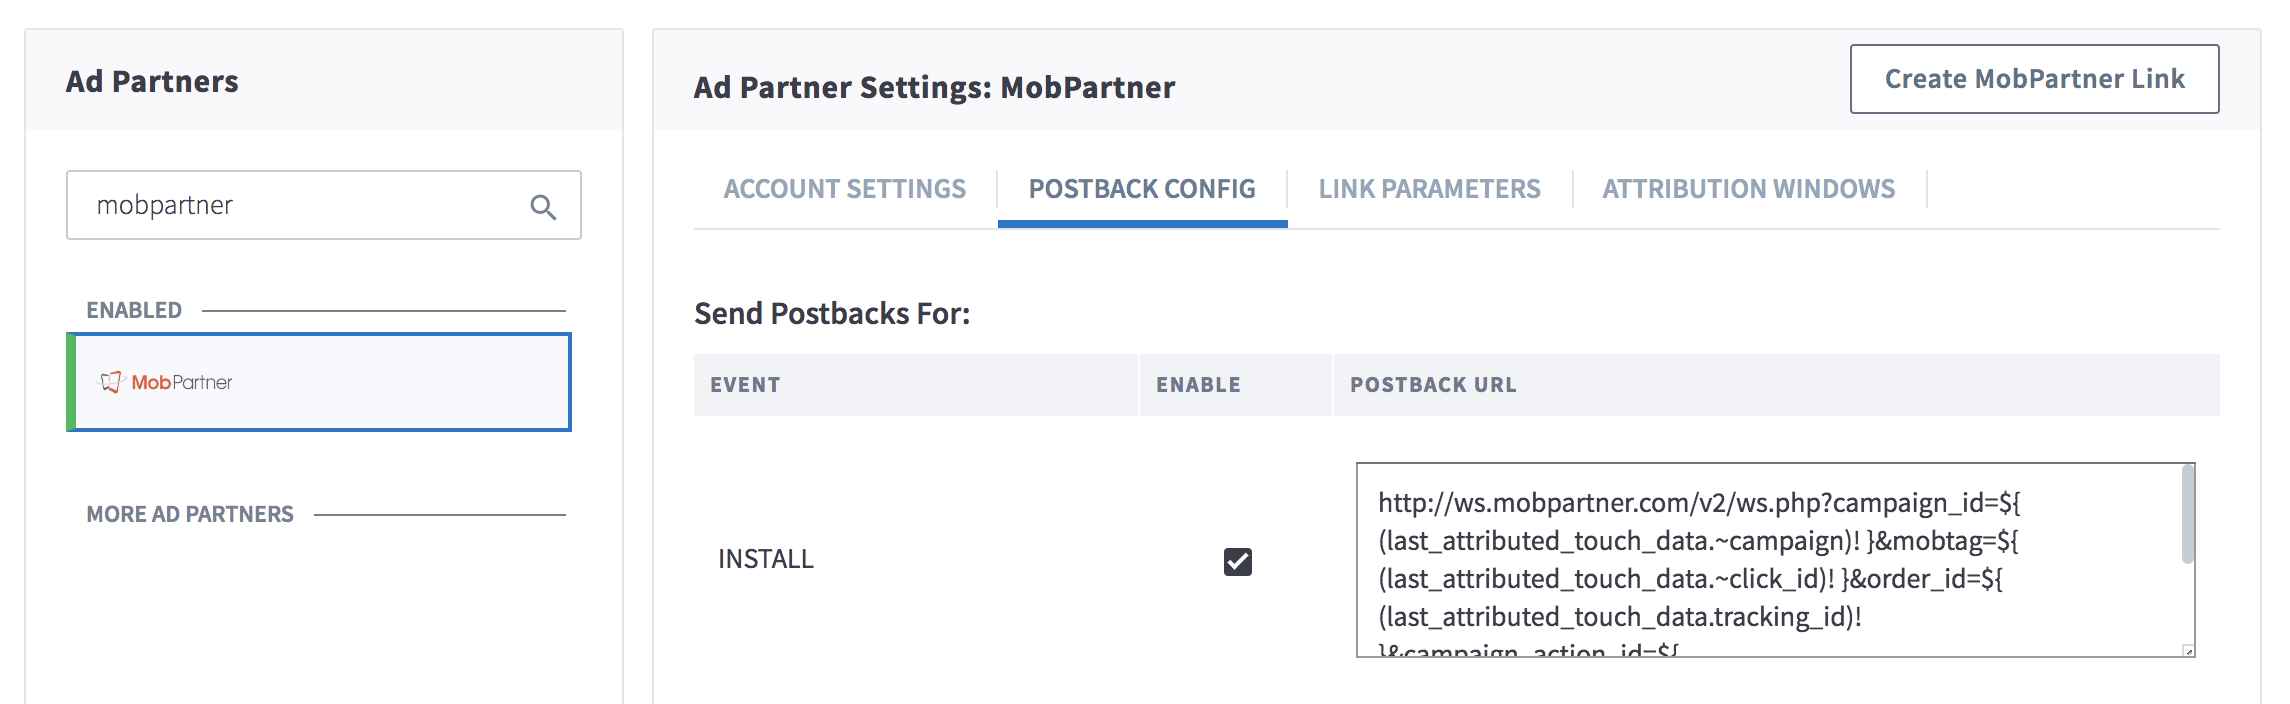 Ad Partners
mobpartner
ENABLED
MobPartner
MORE AD PARTNERS
Ad Partner Settings: MobPartner
Create MobPartner Link
ACCOUNT SETTINGS
POSTBACK CONFIG
LINK PARAMETERS
ATTRIBUTION WINDOWS
Send Postbacks For:
EVENT
ENABLE
POSTBACK URL
INSTALL
http://ws.mobpartner.com/v2/ws.php?campaign_id=${
(last_attributed_touch_data.~campaign)! }&mobtag=${
(last_attributed_touch_data.~click_id)! }&order_id=${
(last_attributed_touch_data.tracking_id)!
}&campaign_action_id=${